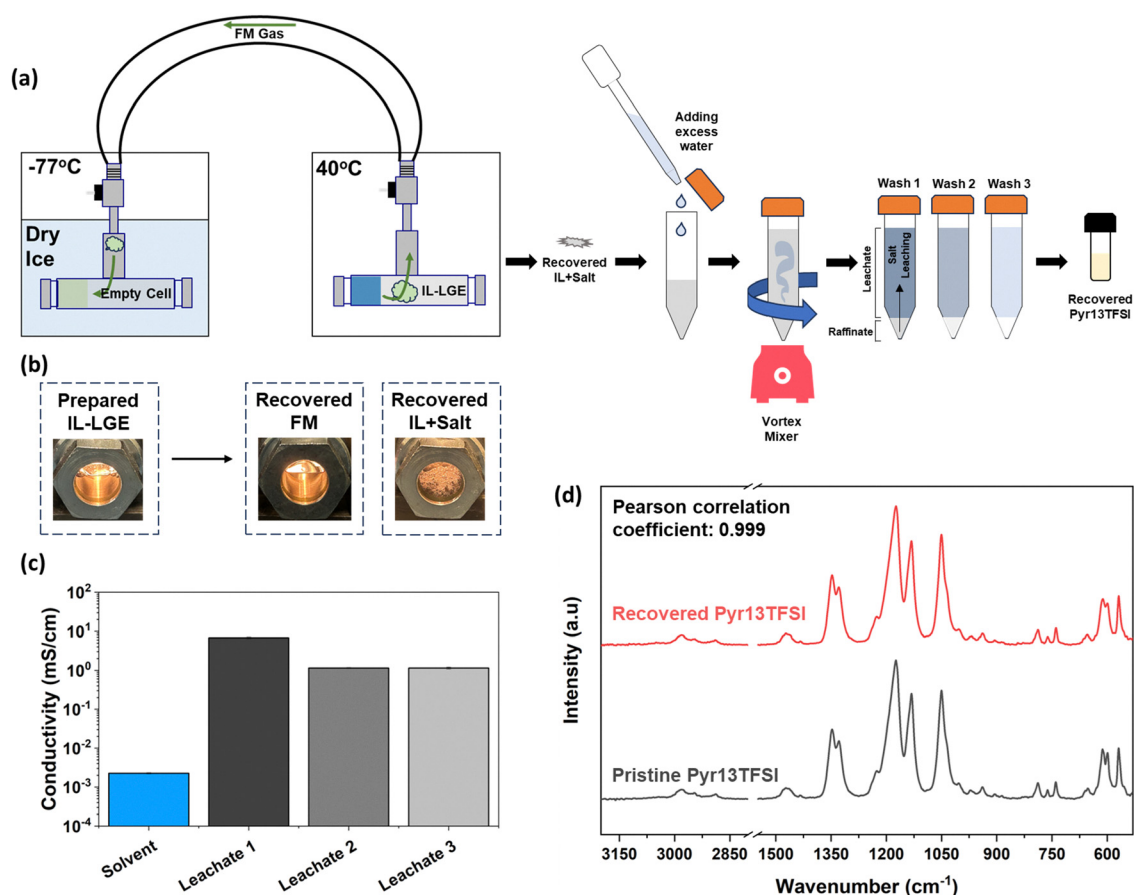 (a)
FM Gas
-77°C
Dry
Ice
Empty Cell
40°C
IL-LGE
Recovered
IL+Salt
Adding
excess
water
Vortex
Mixer
Wash 1
Wash 2
Wash 3
Leachate
Salt
Leaching
Raffinate
Recovered
Pyr13TFSI
(b)
Prepared
IL-LGE
Recovered
FM
Recovered
IL+Salt
(c)
Conductivity (mS/cm)
10²
10¹
10⁰
10⁻¹
10⁻²
10⁻³
10⁻⁴
Solvent
Leachate 1
Leachate 2
Leachate 3
(d)
Pearson correlation
coefficient: 0.999
Recovered Pyr13TFSI
Pristine Pyr13TFSI
Intensity (a.u)
3150 3000 2850 1500 1350 1200 1050 900 750 600
Wavenumber (cm⁻¹)